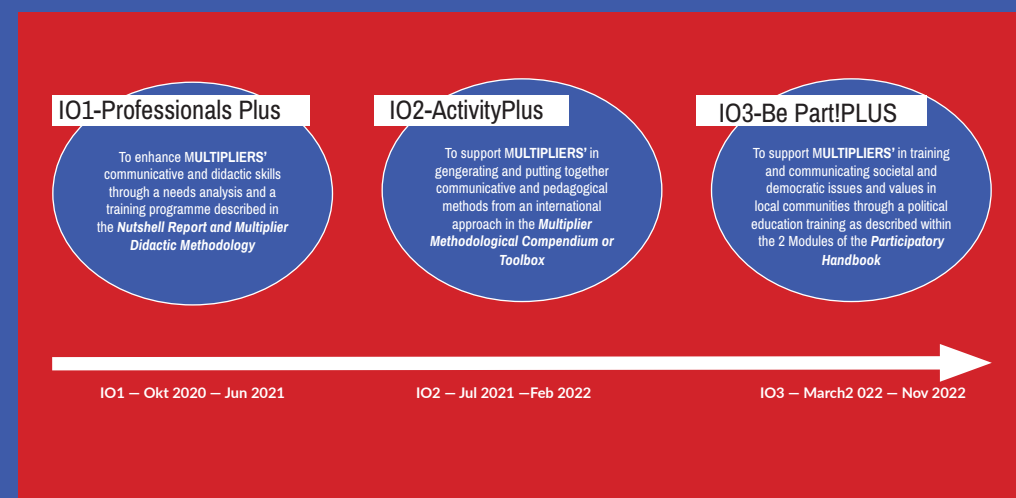 IO1-Professionals Plus
To enhance MULTIPLIERS'
communicative and didactic skills
through a needs analysis and a
training programme described in
the Nutshell Report and Multiplier
Didactic Methodology
IO2-ActivityPlus
To support MULTIPLIERS' in
gengerating and putting together
communicative and pedagogical
methods from an international
approach in the Multiplier
Methodological Compendium or
Toolbox
IO3-Be Part!PLUS
To support MULTIPLIERS' in training
and communicating societal and
democratic issues and values in
local communities through a political
education training as described within
the 2 Modules of the Participatory
Handbook
IO1 — Okt 2020 — Jun 2021
IO2 — Jul 2021 —Feb 2022
IO3 — March2 022 — Nov 2022